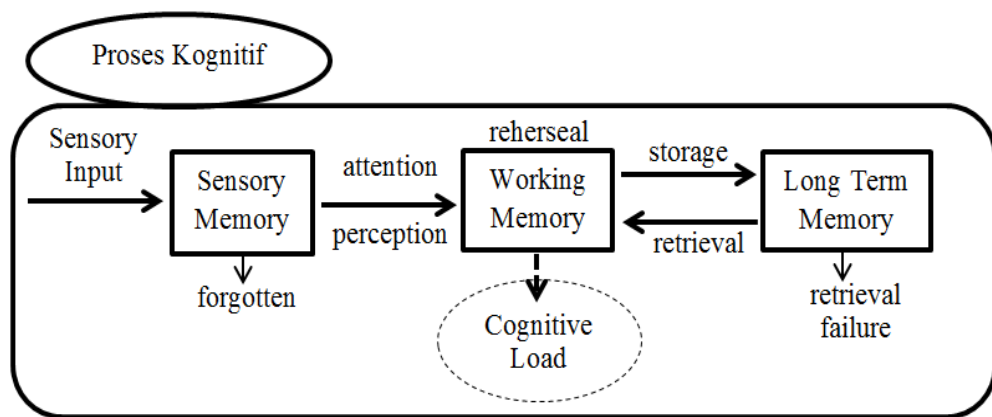 Proses Kognitif
Sensory
Input
Sensory
Memory
forgotten
attention
perception
reherseal
Working
Memory
Cognitive
Load
storage
retrieval
Long Term
Memory
retrieval
failure